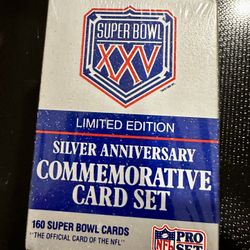 SUPER BOWL
XXV
LIMITED EDITION
SILVER ANNIVERSARY
COMMEMORATIVE
CARD SET
160 SUPER BOWL CARDS
"THE OFFICIAL CARD OF THE NFL"
NFL
PRO
SET